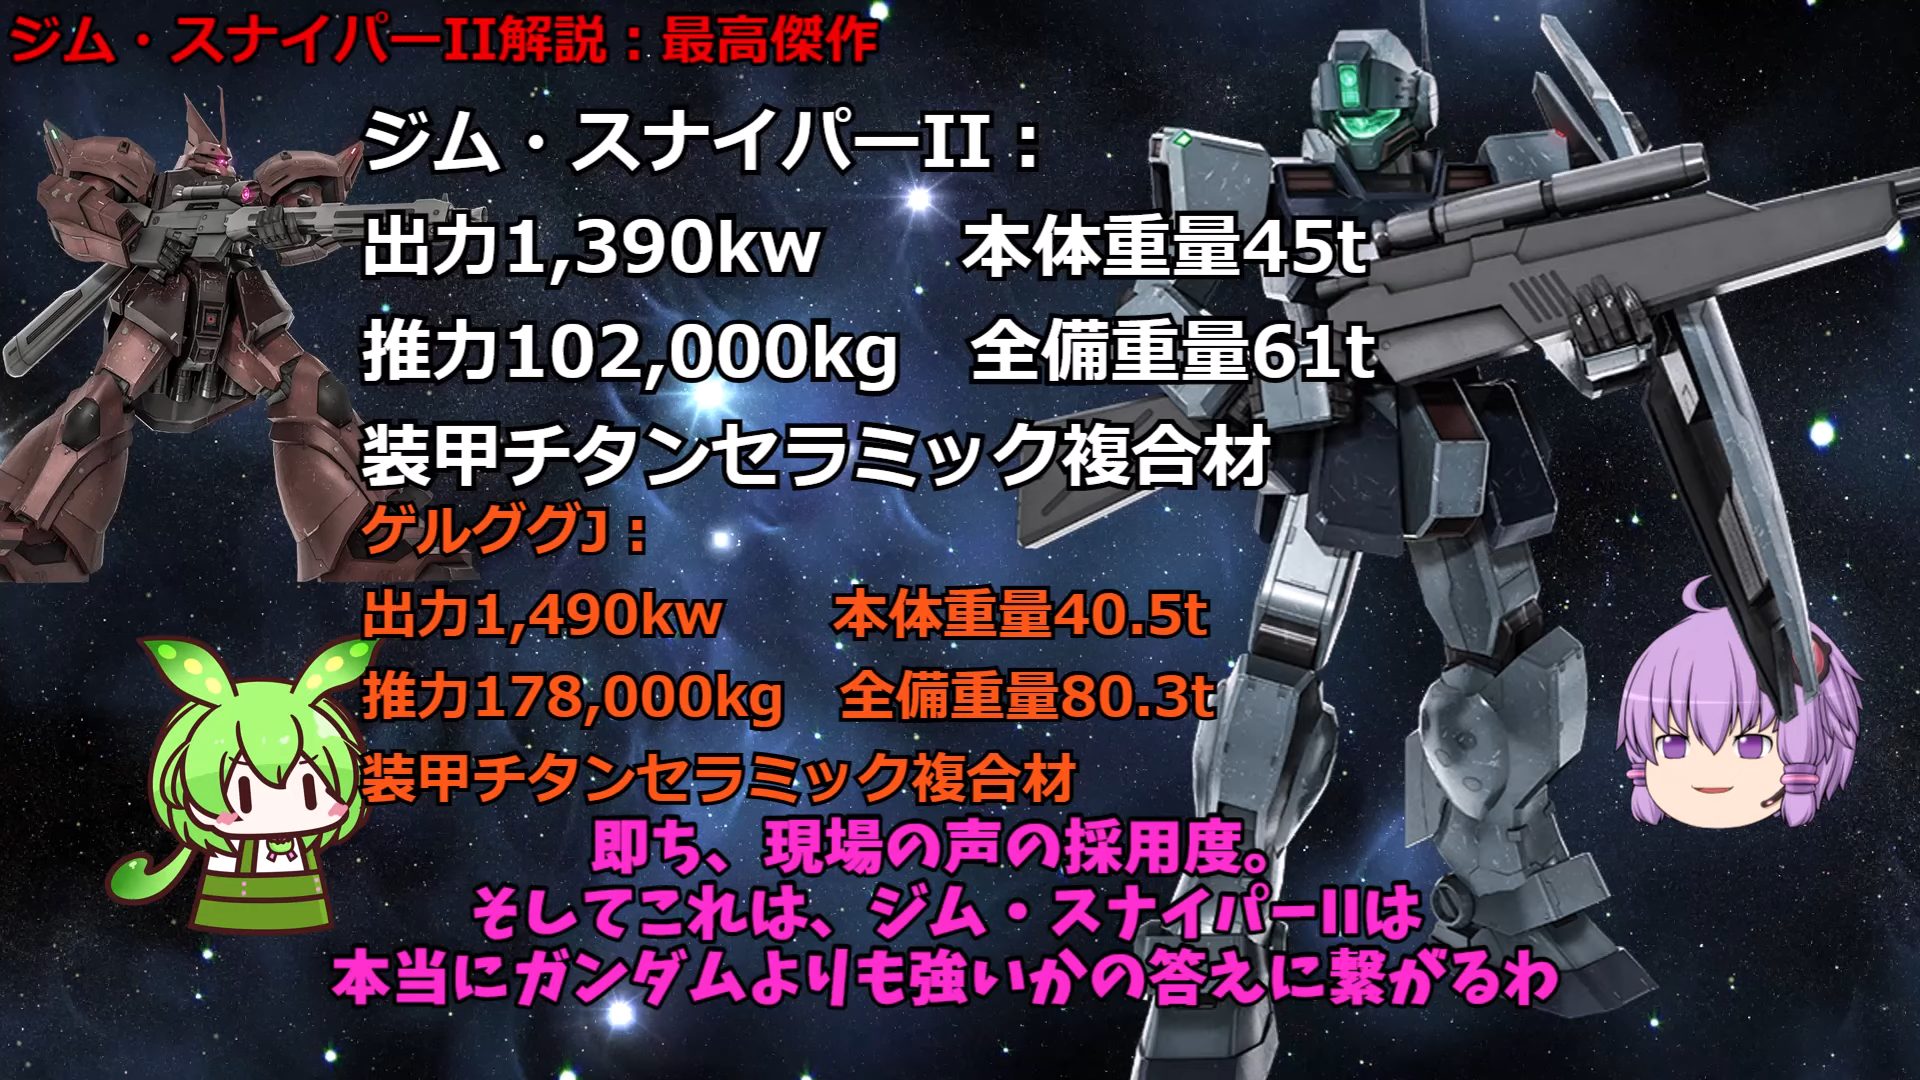 ジム・スナイパーII解説：最高傑作
ジム・スナイパーII：
出力1,390kw　　本体重量45t
推力102,000kg　全備重量61t
装甲チタンセラミック複合材
ゲルググJ：
出力1,490kw　　本体重量40.5t
推力178,000kg　全備重量80.3t
装甲チタンセラミック複合材
即ち、現場の声の採用度。
そしてこれは、ジム・スナイパーIIは
本当にガンダムよりも強いかの答えに繋がるわ